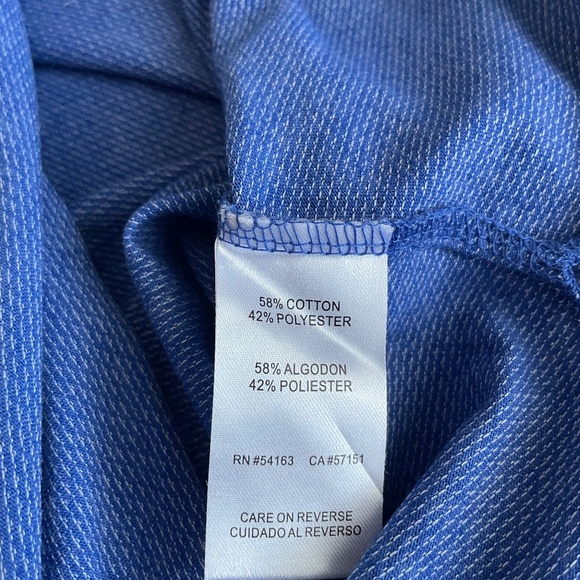 58% COTTON
42% POLYESTER
58% ALGODON
42% POLIESTER
RN #54163 CA #57151
CARE ON REVERSE
CUIDADO AL REVERSO